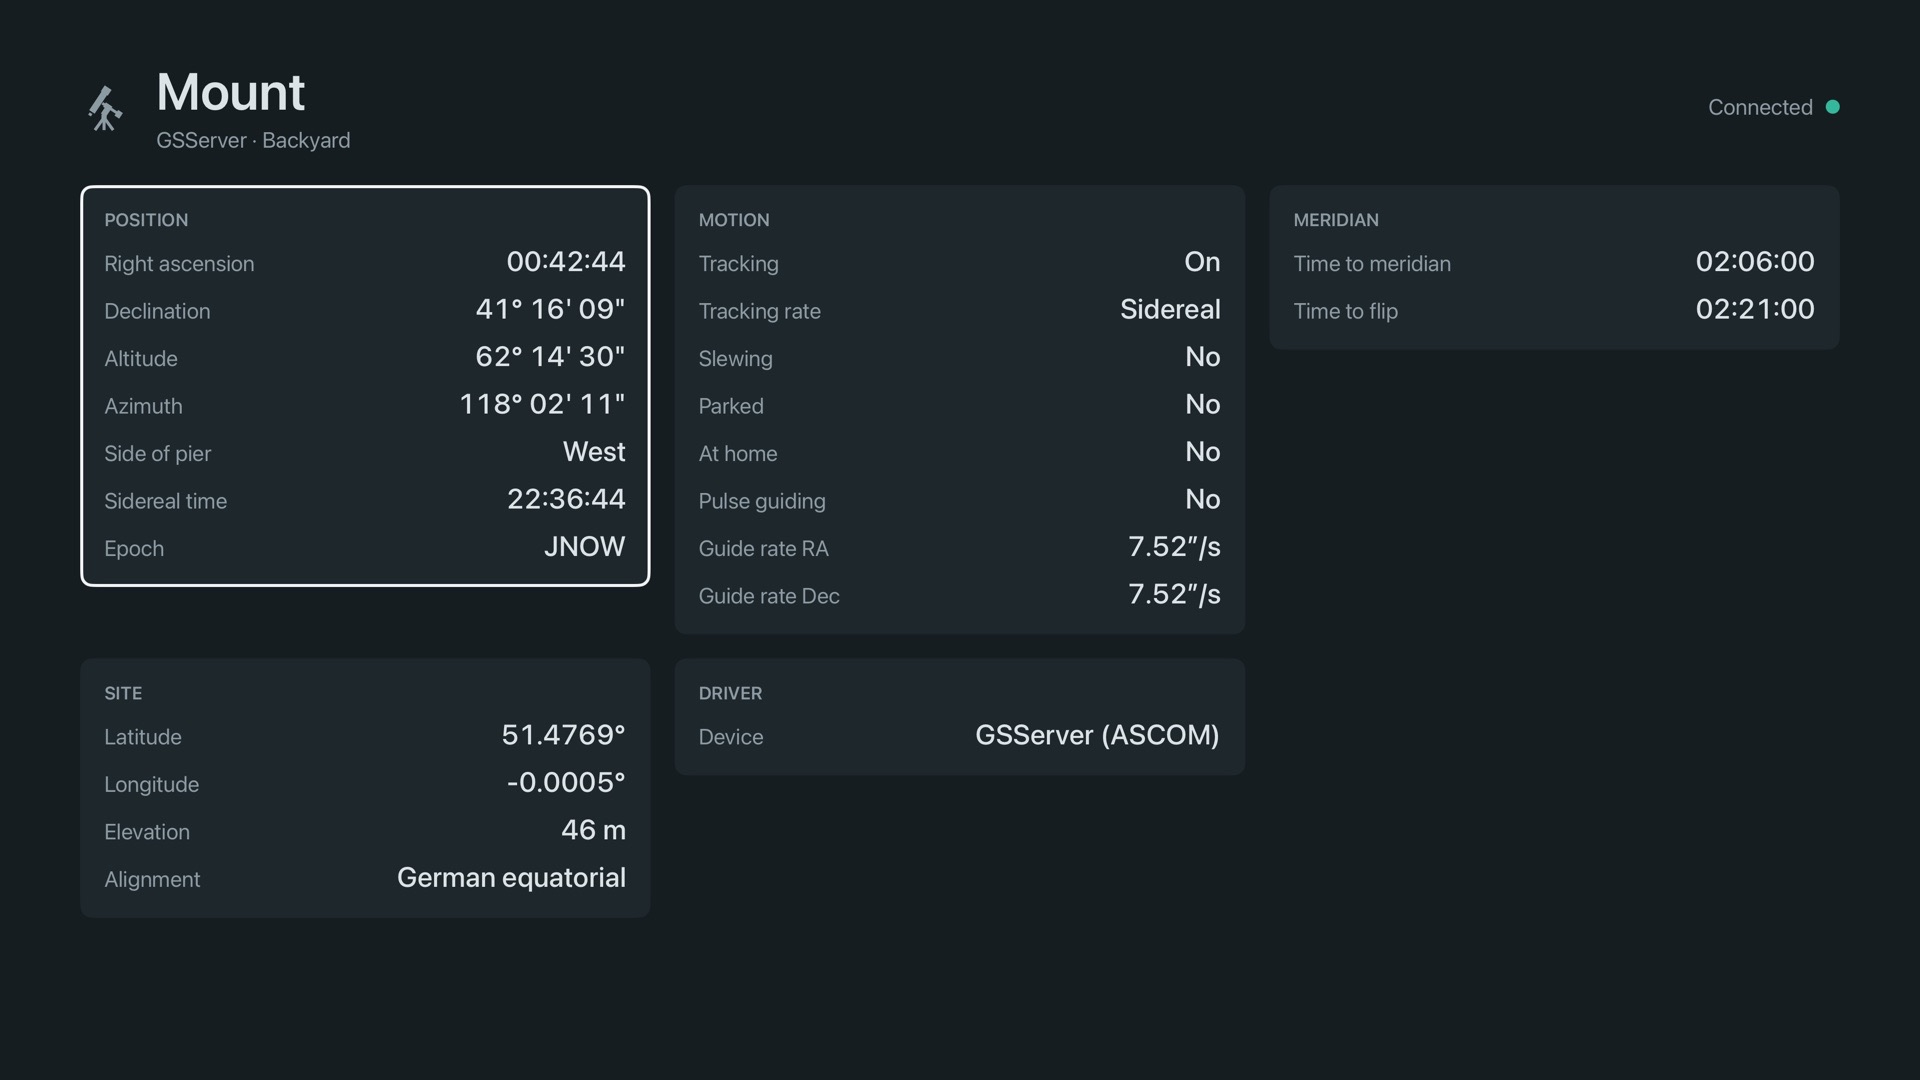 Mount
GSServer · Backyard
Connected
POSITION
Right ascension 00:42:44
Declination 41° 16' 09"
Altitude 62° 14' 30"
Azimuth 118° 02' 11"
Side of pier West
Sidereal time 22:36:44
Epoch JNOW
MOTION
Tracking On
Tracking rate Sidereal
Slewing No
Parked No
At home No
Pulse guiding No
Guide rate RA 7.52″/s
Guide rate Dec 7.52″/s
MERIDIAN
Time to meridian 02:06:00
Time to flip 02:21:00
SITE
Latitude 51.4769°
Longitude -0.0005°
Elevation 46 m
Alignment German equatorial
DRIVER
Device GSServer (ASCOM)